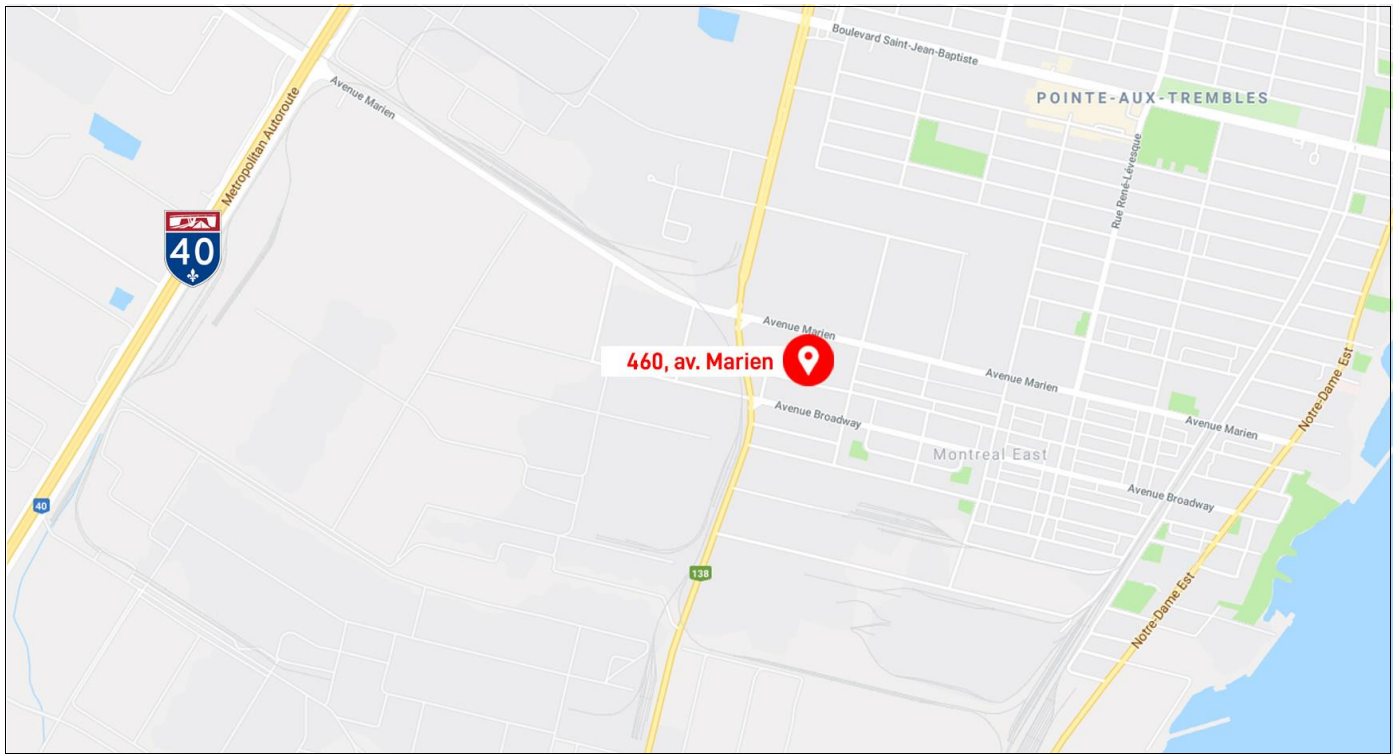 Boulevard Saint-Jean-Baptiste
Avenue Marien
Metropolitan Autoroute
POINTE-AUX-TREMBLES
Rue René-Lévesque
40
Avenue Marien
460, av. Marien
Avenue Marien
Notre-Dame Est
Avenue Broadway
Avenue Marien
Montreal East
Avenue Broadway
40
138
Notre-Dame Est